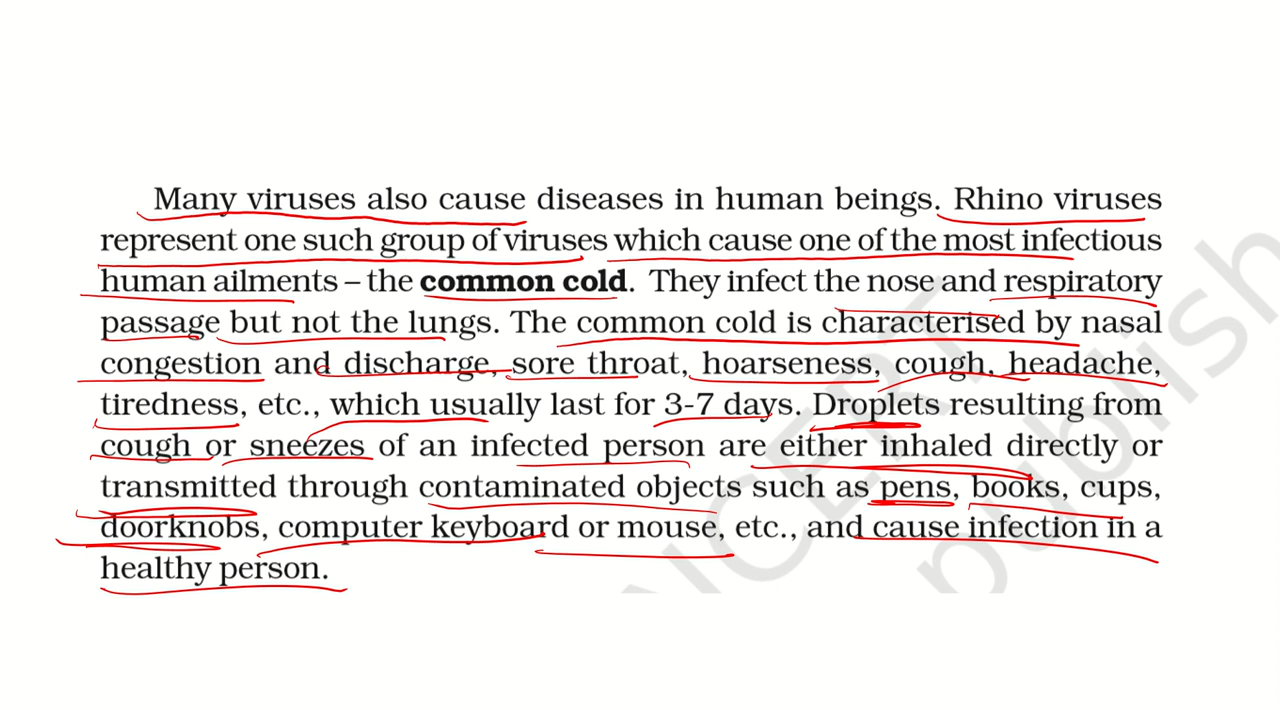 Many viruses also cause diseases in human beings. Rhino viruses
represent one such group of viruses which cause one of the most infectious
human ailments – the common cold. They infect the nose and respiratory
passage but not the lungs. The common cold is characterised by nasal
congestion and discharge, sore throat, hoarseness, cough, headache,
tiredness, etc., which usually last for 3-7 days. Droplets resulting from
cough or sneezes of an infected person are either inhaled directly or
transmitted through contaminated objects such as pens, books, cups,
doorknobs, computer keyboard or mouse, etc., and cause infection in a
healthy person.
NCERT
publish